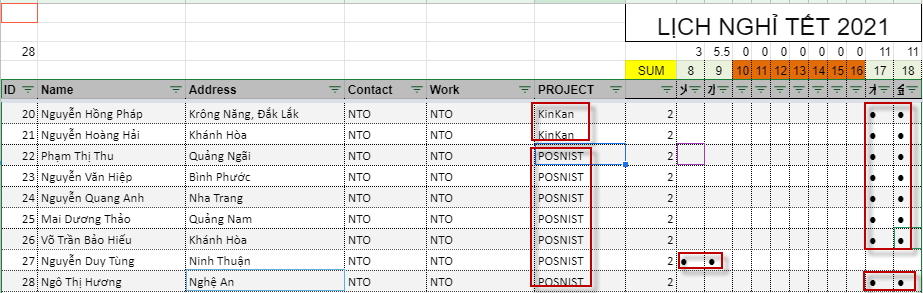 LỊCH NGHỈ TẾT 2021
28 3 5.5 0 0 0 0 0 0 0 11 11
SUM 8 9 10 11 12 13 14 15 16 17 18
ID Name Address Contact Work PROJECT 金
20 Nguyễn Hồng Pháp Krông Năng, Đắk Lắk NTO NTO KinKan 2 ● ●
21 Nguyễn Hoàng Hải Khánh Hòa NTO NTO KinKan 2 ● ●
22 Phạm Thị Thu Quảng Ngãi NTO NTO POSNIST 2 ● ●
23 Nguyễn Văn Hiệp Bình Phước NTO NTO POSNIST 2 ● ●
24 Nguyễn Quang Anh Nha Trang NTO NTO POSNIST 2 ● ●
25 Mai Dương Thảo Quảng Nam NTO NTO POSNIST 2 ● ●
26 Võ Trần Bảo Hiếu Khánh Hòa NTO NTO POSNIST 2 ● ●
27 Nguyễn Duy Tùng Ninh Thuận NTO NTO POSNIST 2 ● ●
28 Ngô Thị Hương Nghệ An NTO NTO POSNIST 2 ● ●